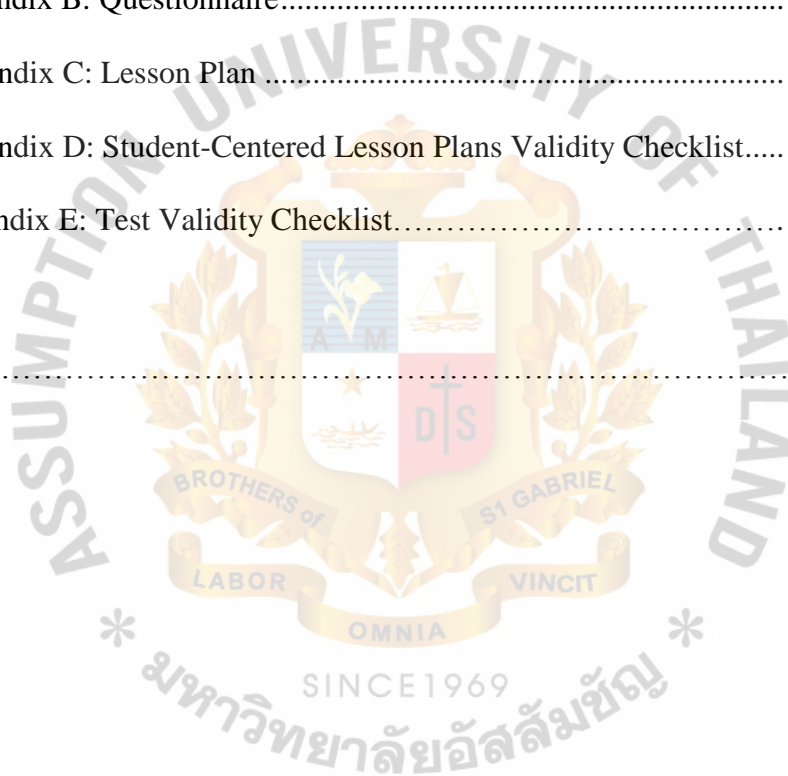 ndix B: Questionnaire...............................................................
ndix C: Lesson Plan ................................................................
ndix D: Student-Centered Lesson Plans Validity Checklist.....
ndix E: Test Validity Checklist……………………………….
……………………………………………………………………
ASSUMPTION UNIVERSITY OF THAILAND
A M
D S
BROTHERS of S1 GABRIEL
LABOR VINCIT
OMNIA
SINCE1969
* มหาวิทยาลัยอัสสัมชัญ *